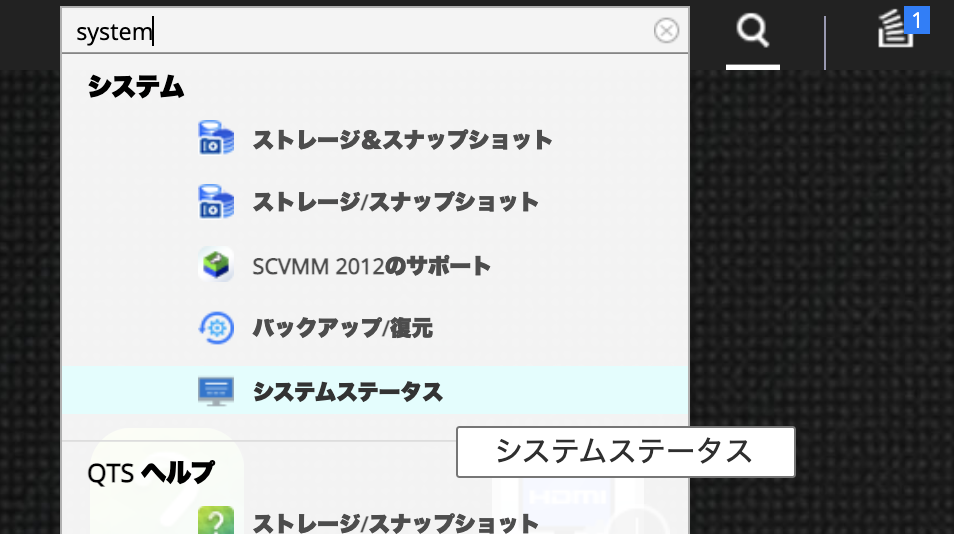 system
1
システム
ストレージ&スナップショット
ストレージ/スナップショット
SCVMM 2012のサポート
バックアップ/復元
システムステータス
システムステータス
QTS ヘルプ
HDMI
ストレージ/スナップショット